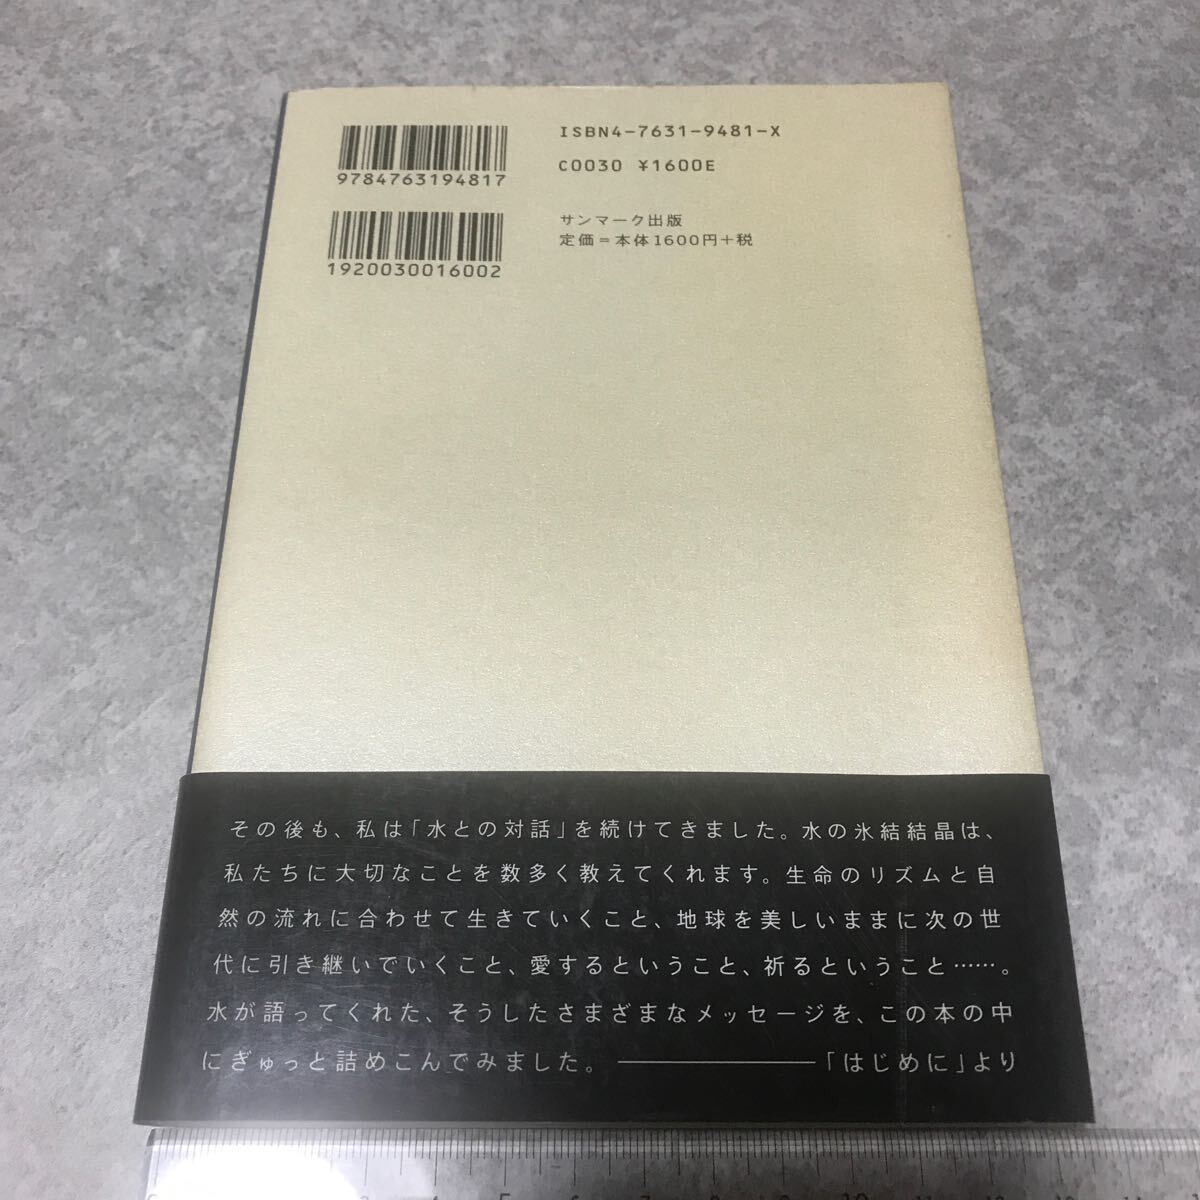 9784763194817
ISBN4-7631-9481-X
C0030 ¥1600E
1920030016002
サンマーク出版
定価＝本体1600円＋税
その後も、私は「水との対話」を続けてきました。水の氷結結晶は、
私たちに大切なことを数多く教えてくれます。生命のリズムと自
然の流れに合わせて生きていくこと、地球を美しいままに次の世
代に引き継いでいくこと、愛するということ、祈るということ……。
水が語ってくれた、そうしたさまざまなメッセージを、この本の中
にぎゅっと詰めこんでみました。――――「はじめに」より